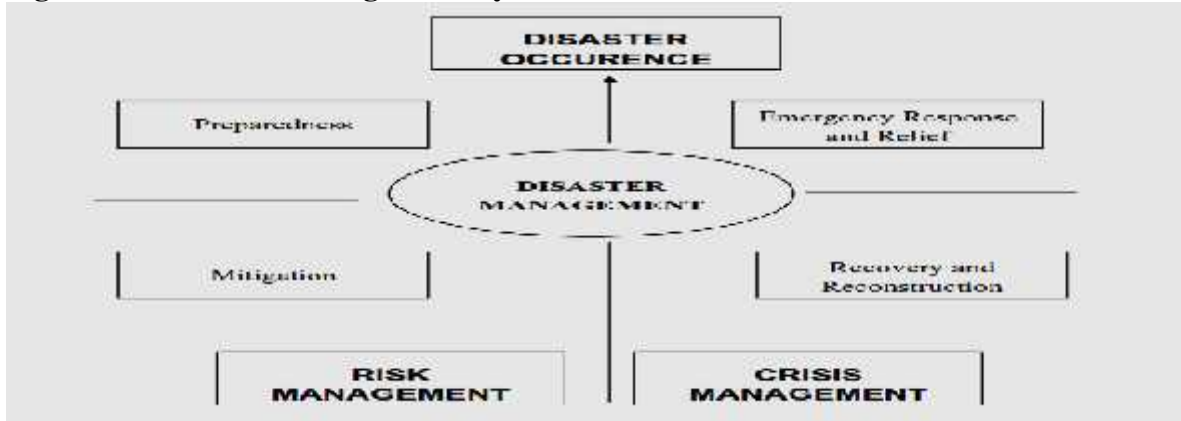 DISASTER
OCCURENCE
Preparedness
Emergency Response
and Relief
DISASTER
MANAGEMENT
Mitigation
Recovery and
Reconstruction
RISK
MANAGEMENT
CRISIS
MANAGEMENT